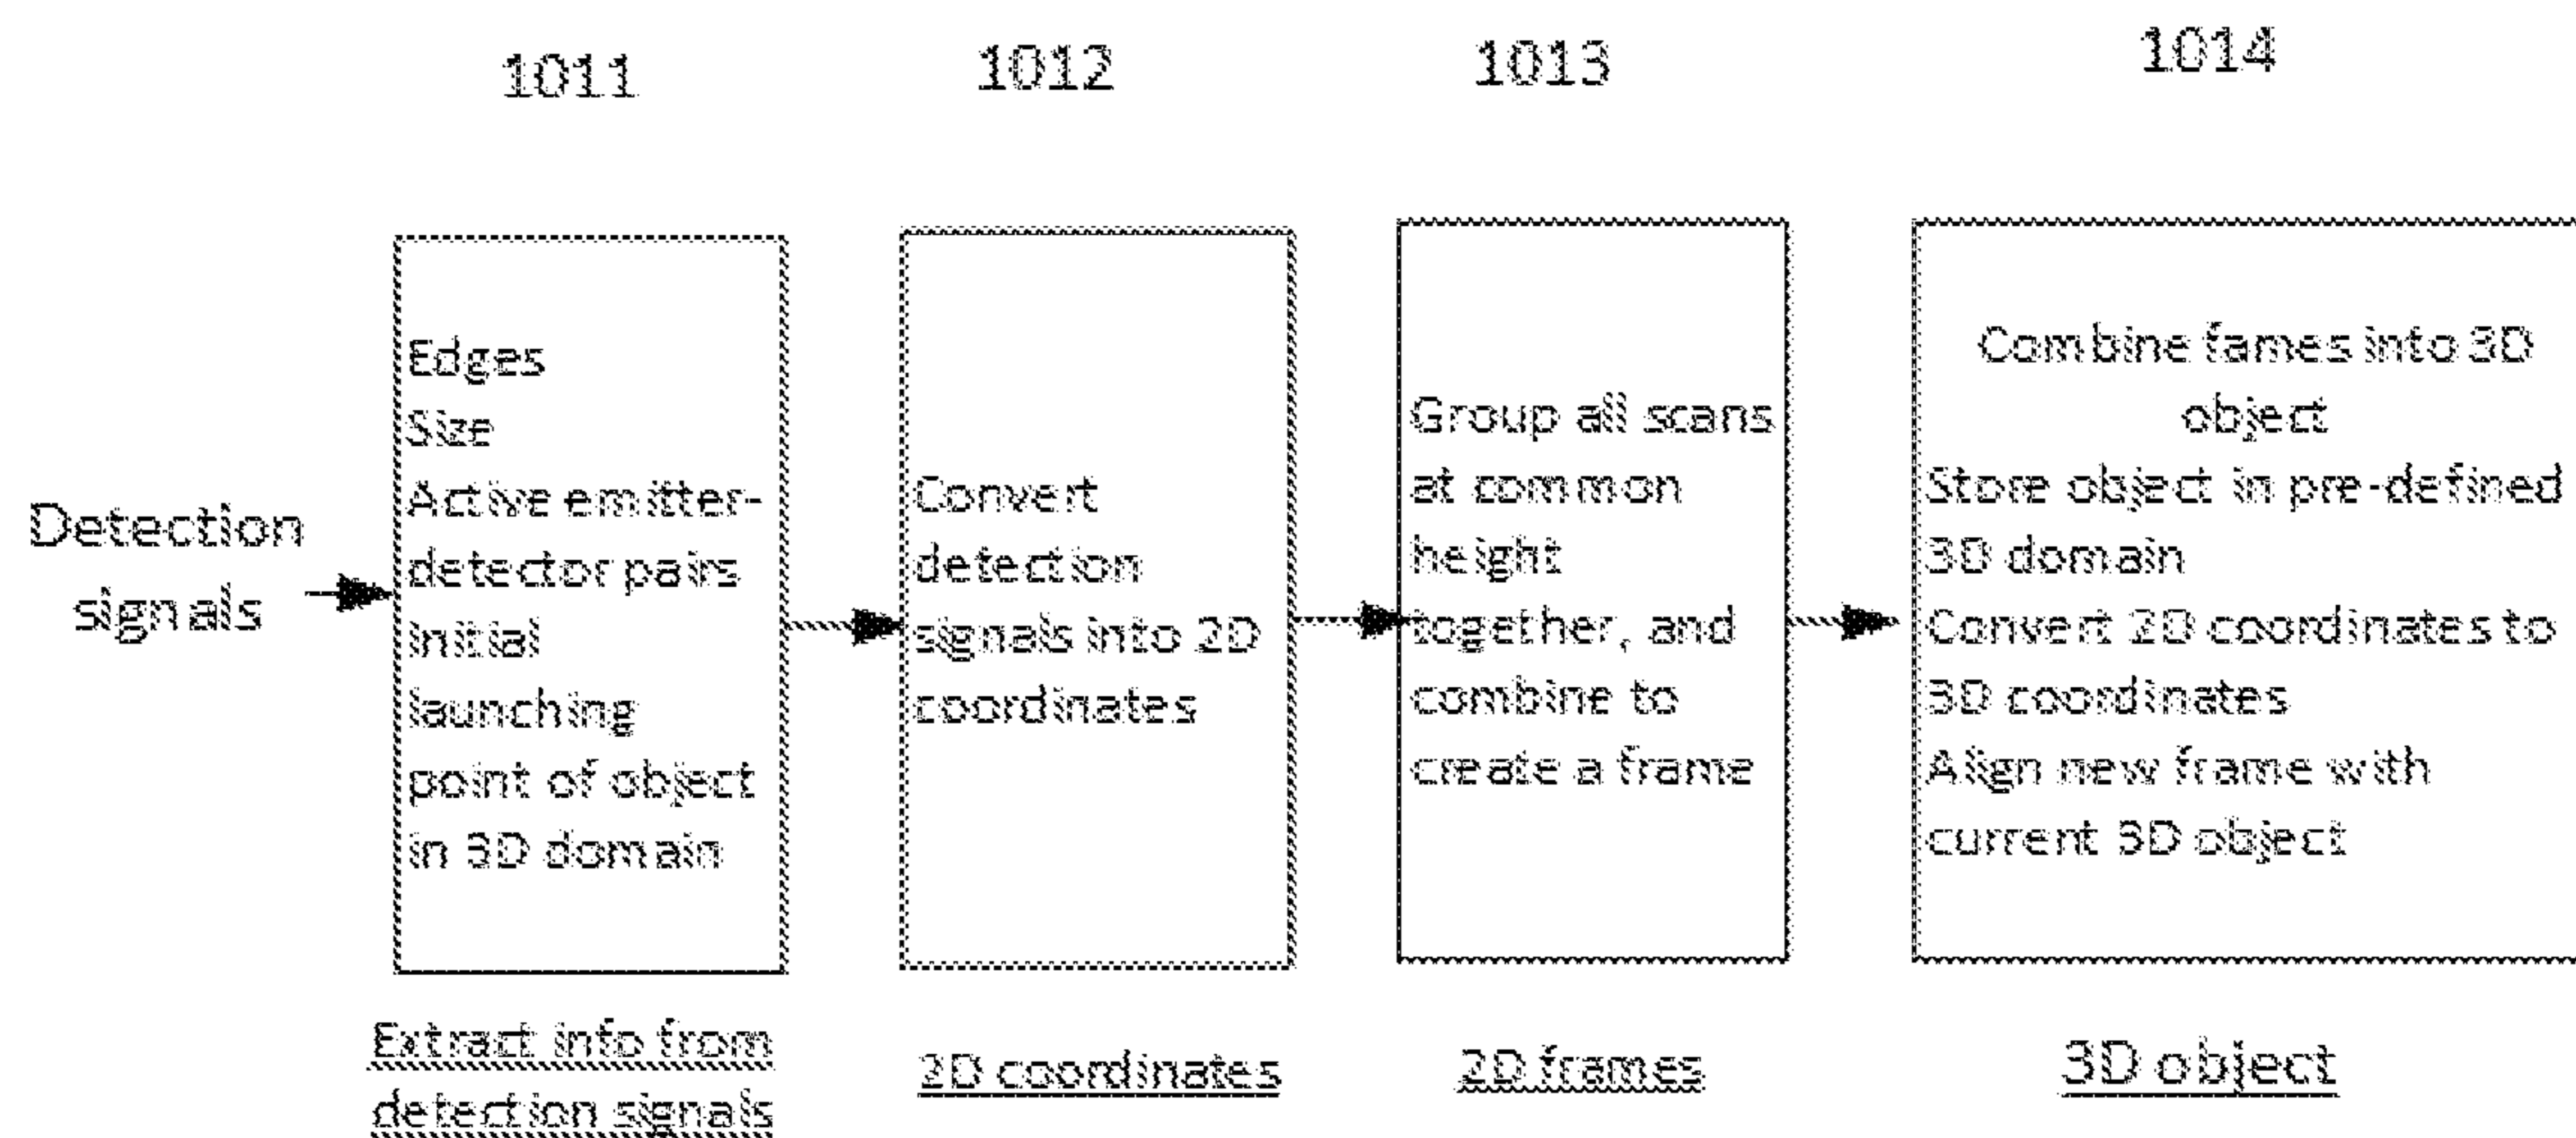 1011
1012
1013
1014
Detection
signals
Edges
Size
Active emitter-
detector pairs
Initial
launching
point of object
in 3D domain
Convert
detection
signals into 2D
coordinates
Group all scans
at common
height
together, and
combine to
create a frame
Combine fames into 3D
object
Store object in pre-defined
3D domain
Convert 2D coordinates to
3D coordinates
Align new frame with
current 3D object
Extract info from
detection signals
2D coordinates
2D frames
3D object